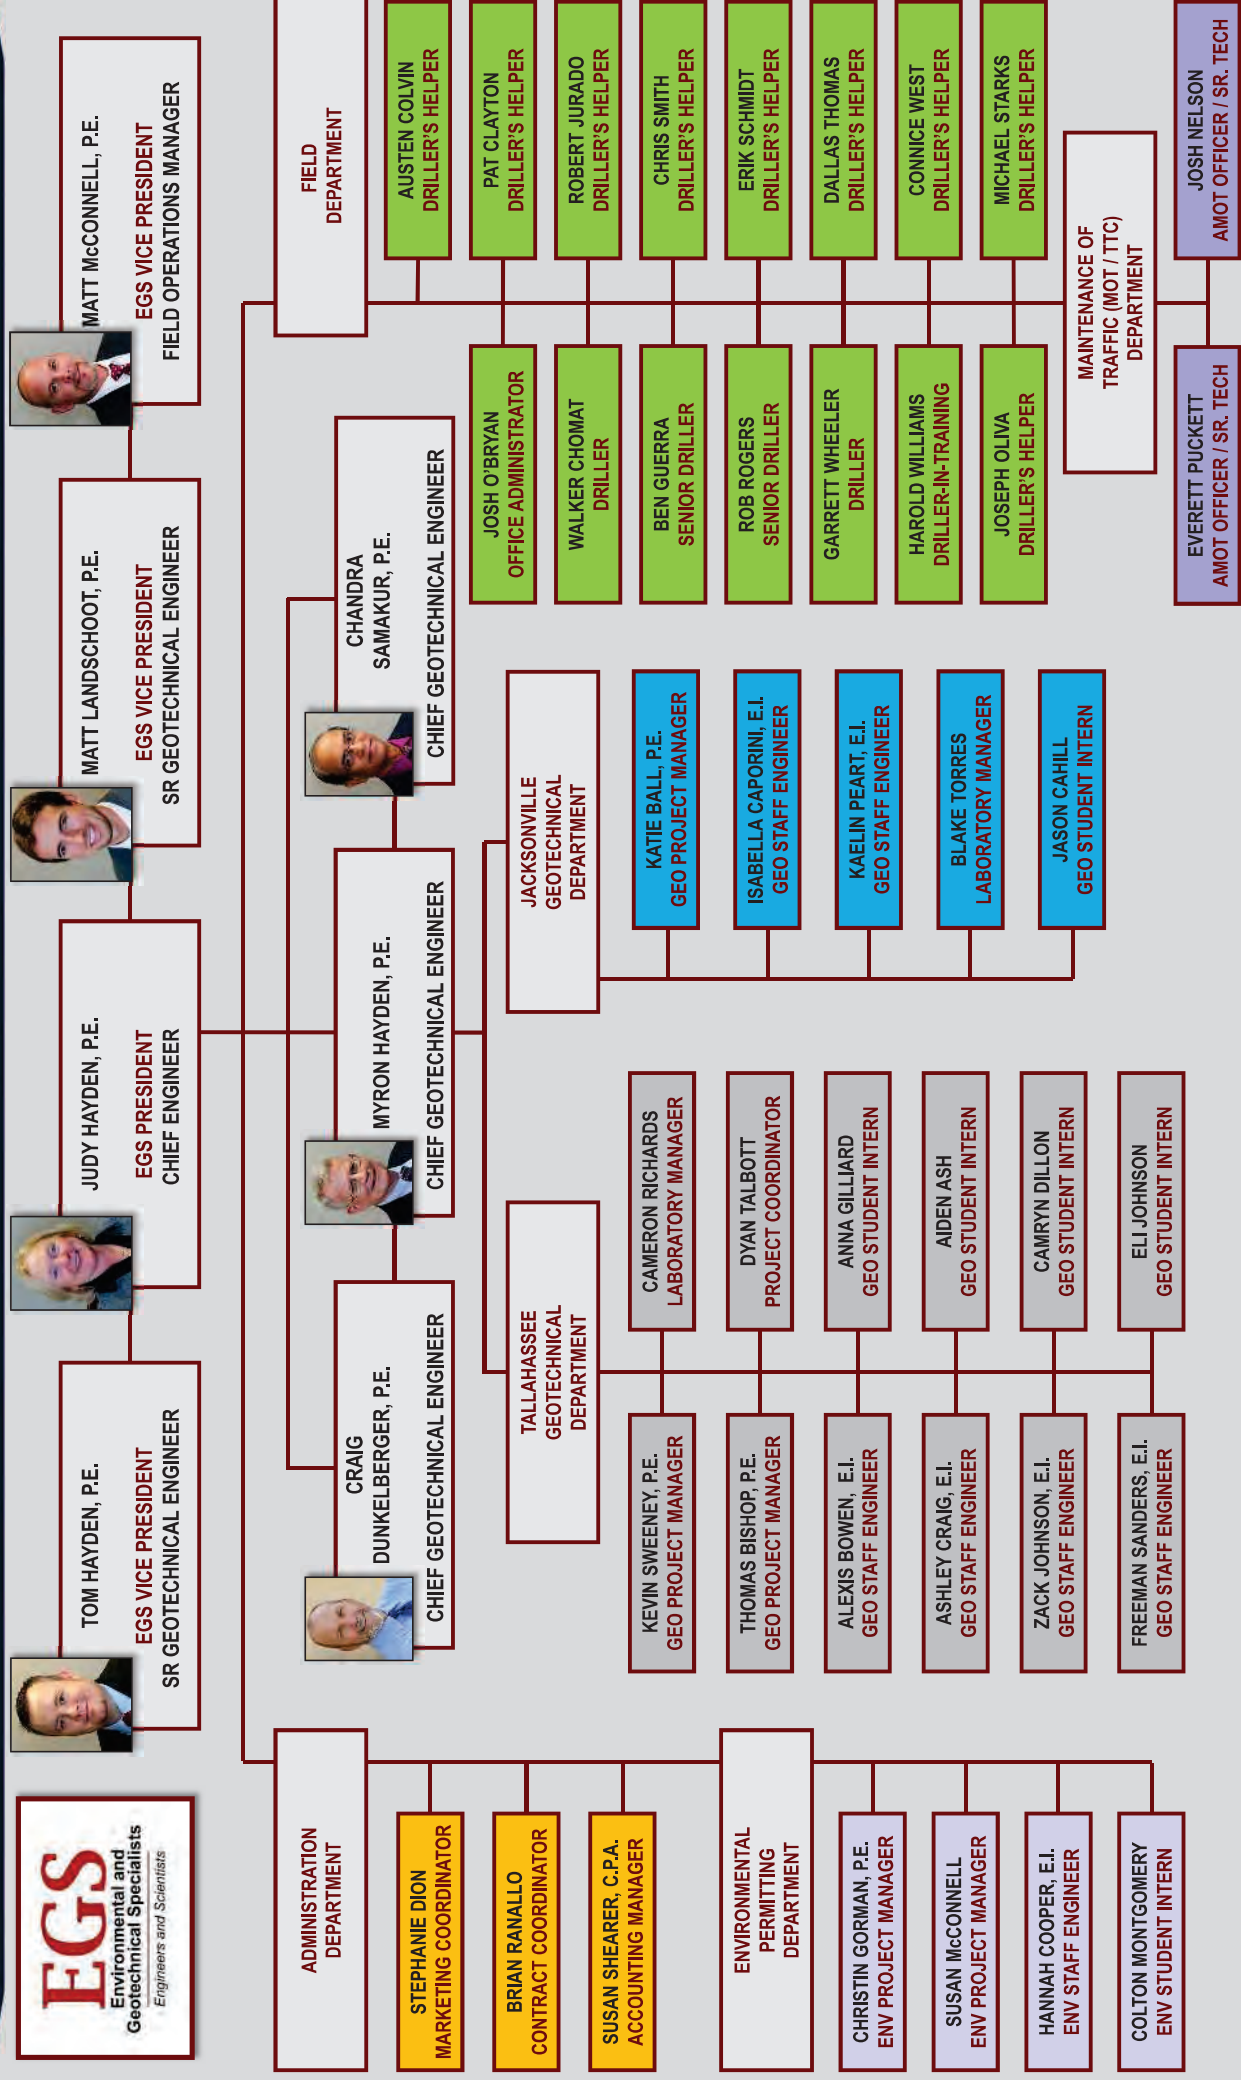 EGS
Environmental and
Geotechnical Specialists
Engineers and Scientists
TOM HAYDEN, P.E.
EGS VICE PRESIDENT
SR GEOTECHNICAL ENGINEER
JUDY HAYDEN, P.E.
EGS PRESIDENT
CHIEF ENGINEER
MATT LANDSCHOOT, P.E.
EGS VICE PRESIDENT
SR GEOTECHNICAL ENGINEER
MATT McCONNELL, P.E.
EGS VICE PRESIDENT
FIELD OPERATIONS MANAGER
CRAIG
DUNKELBERGER, P.E.
CHIEF GEOTECHNICAL ENGINEER
MYRON HAYDEN, P.E.
CHIEF GEOTECHNICAL ENGINEER
CHANDRA
SAMAKUR, P.E.
CHIEF GEOTECHNICAL ENGINEER
ADMINISTRATION
DEPARTMENT
STEPHANIE DION
MARKETING COORDINATOR
BRIAN RANALLO
CONTRACT COORDINATOR
SUSAN SHEARER, C.P.A.
ACCOUNTING MANAGER
ENVIRONMENTAL
PERMITTING
DEPARTMENT
CHRISTIN GORMAN, P.E.
ENV PROJECT MANAGER
SUSAN McCONNELL
ENV PROJECT MANAGER
HANNAH COOPER, E.I.
ENV STAFF ENGINEER
COLTON MONTGOMERY
ENV STUDENT INTERN
TALLAHASSEE
GEOTECHNICAL
DEPARTMENT
KEVIN SWEENEY, P.E.
GEO PROJECT MANAGER
CAMERON RICHARDS
LABORATORY MANAGER
THOMAS BISHOP, P.E.
GEO PROJECT MANAGER
DYAN TALBOTT
PROJECT COORDINATOR
ALEXIS BOWEN, E.I.
GEO STAFF ENGINEER
ANNA GILLIARD
GEO STUDENT INTERN
ASHLEY CRAIG, E.I.
GEO STAFF ENGINEER
AIDEN ASH
GEO STUDENT INTERN
ZACK JOHNSON, E.I.
GEO STAFF ENGINEER
CAMRYN DILLON
GEO STUDENT INTERN
FREEMAN SANDERS, E.I.
GEO STAFF ENGINEER
ELI JOHNSON
GEO STUDENT INTERN
JACKSONVILLE
GEOTECHNICAL
DEPARTMENT
KATIE BALL, P.E.
GEO PROJECT MANAGER
ISABELLA CAPORINI, E.I.
GEO STAFF ENGINEER
KAELIN PEART, E.I.
GEO STAFF ENGINEER
BLAKE TORRES
LABORATORY MANAGER
JASON CAHILL
GEO STUDENT INTERN
FIELD
DEPARTMENT
AUSTEN COLVIN
DRILLER'S HELPER
JOSH O'BRYAN
OFFICE ADMINISTRATOR
PAT CLAYTON
DRILLER'S HELPER
WALKER CHOMAT
DRILLER
ROBERT JURADO
DRILLER'S HELPER
BEN GUERRA
SENIOR DRILLER
CHRIS SMITH
DRILLER'S HELPER
ROB ROGERS
SENIOR DRILLER
ERIK SCHMIDT
DRILLER'S HELPER
GARRETT WHEELER
DRILLER
DALLAS THOMAS
DRILLER'S HELPER
HAROLD WILLIAMS
DRILLER-IN-TRAINING
CONNICE WEST
DRILLER'S HELPER
JOSEPH OLIVA
DRILLER'S HELPER
MICHAEL STARKS
DRILLER'S HELPER
MAINTENANCE OF
TRAFFIC (MOT / TTC)
DEPARTMENT
EVERETT PUCKETT
AMOT OFFICER / SR. TECH
JOSH NELSON
AMOT OFFICER / SR. TECH